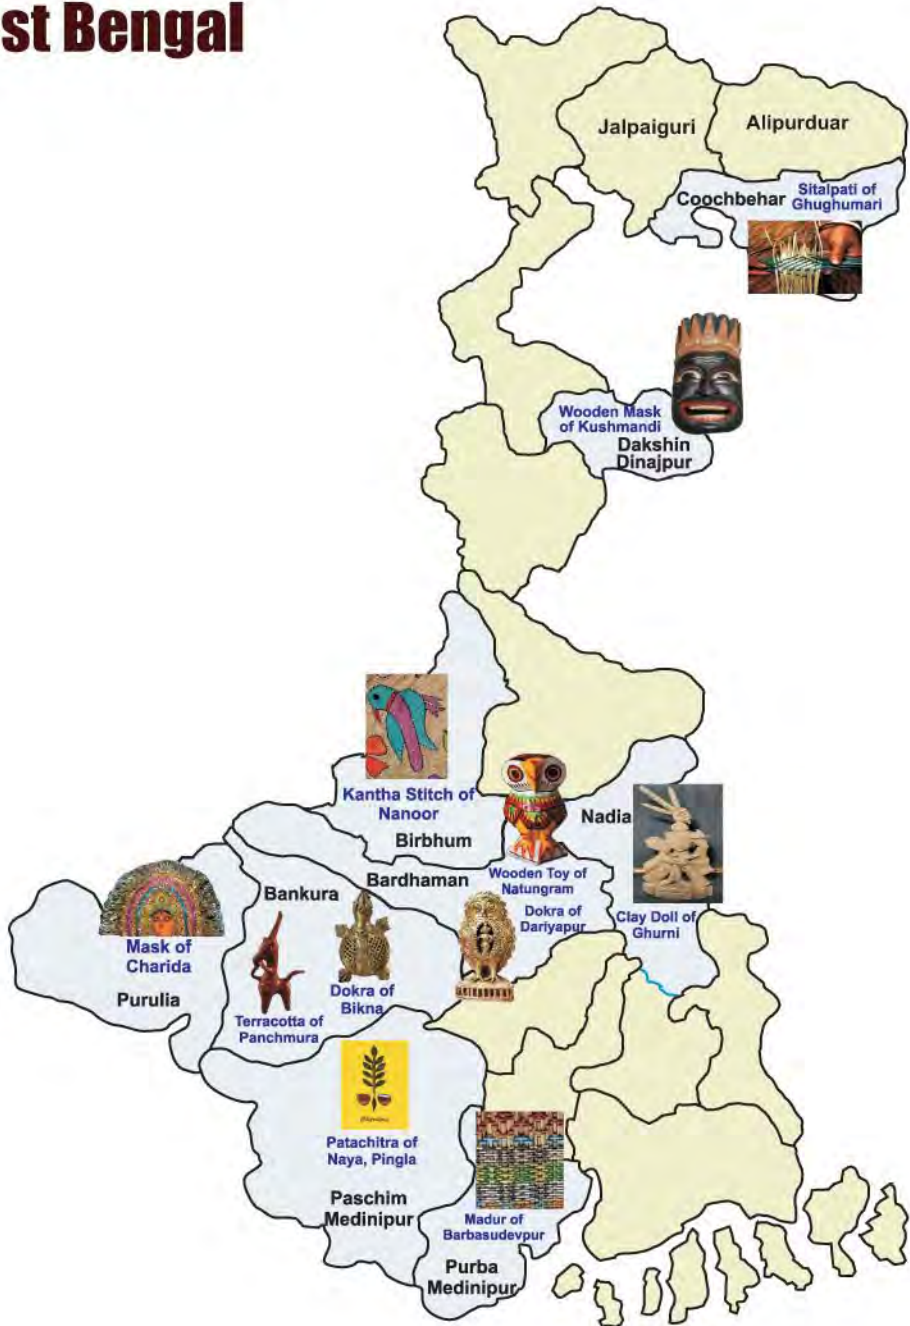 st Bengal
Jalpaiguri
Alipurduar
Coochbehar
Sitalpati of
Ghughumari
Wooden Mask
of Kushmandi
Dakshin
Dinajpur
Kantha Stitch of
Nanoor
Birbhum
Nadia
Bardhaman
Wooden Toy of
Natungram
Bankura
Dokra of
Dariyapur
Clay Doll of
Ghurni
Mask of
Charida
Purulia
Dokra of
Bikna
Terracotta of
Panchmura
Patachitra of
Naya, Pingla
Paschim
Medinipur
Madur of
Barbasudevpur
Purba
Medinipur